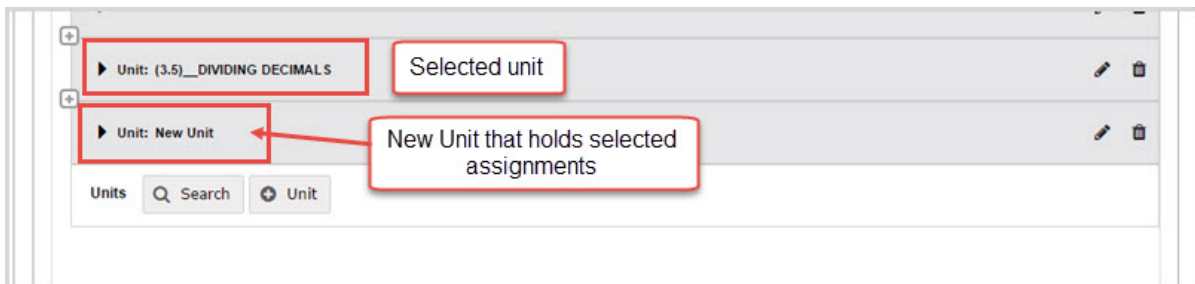 Unit: (3.5)__DIVIDING DECIMALS
Selected unit
Unit: New Unit
New Unit that holds selected
assignments
Units Search Unit